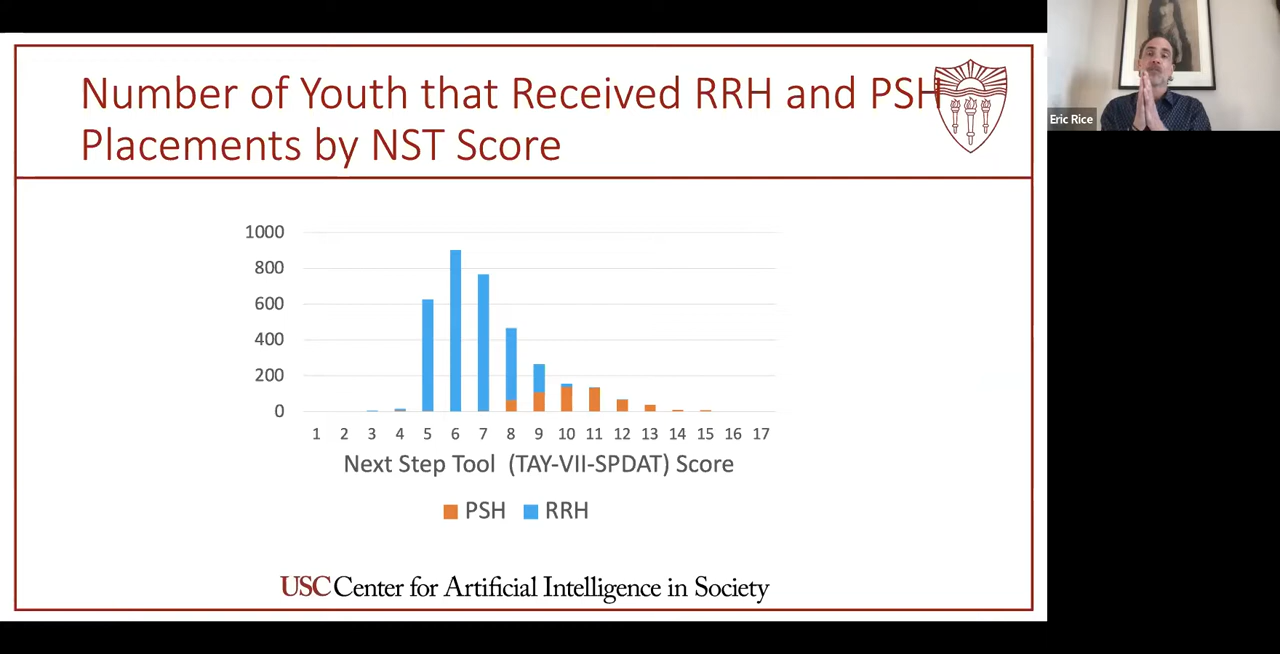 Number of Youth that Received RRH and PSH
Placements by NST Score
Eric Rice
1000
800
600
400
200
0
1 2 3 4 5 6 7 8 9 10 11 12 13 14 15 16 17
Next Step Tool (TAY-VII-SPDAT) Score
PSH RRH
USC Center for Artificial Intelligence in Society